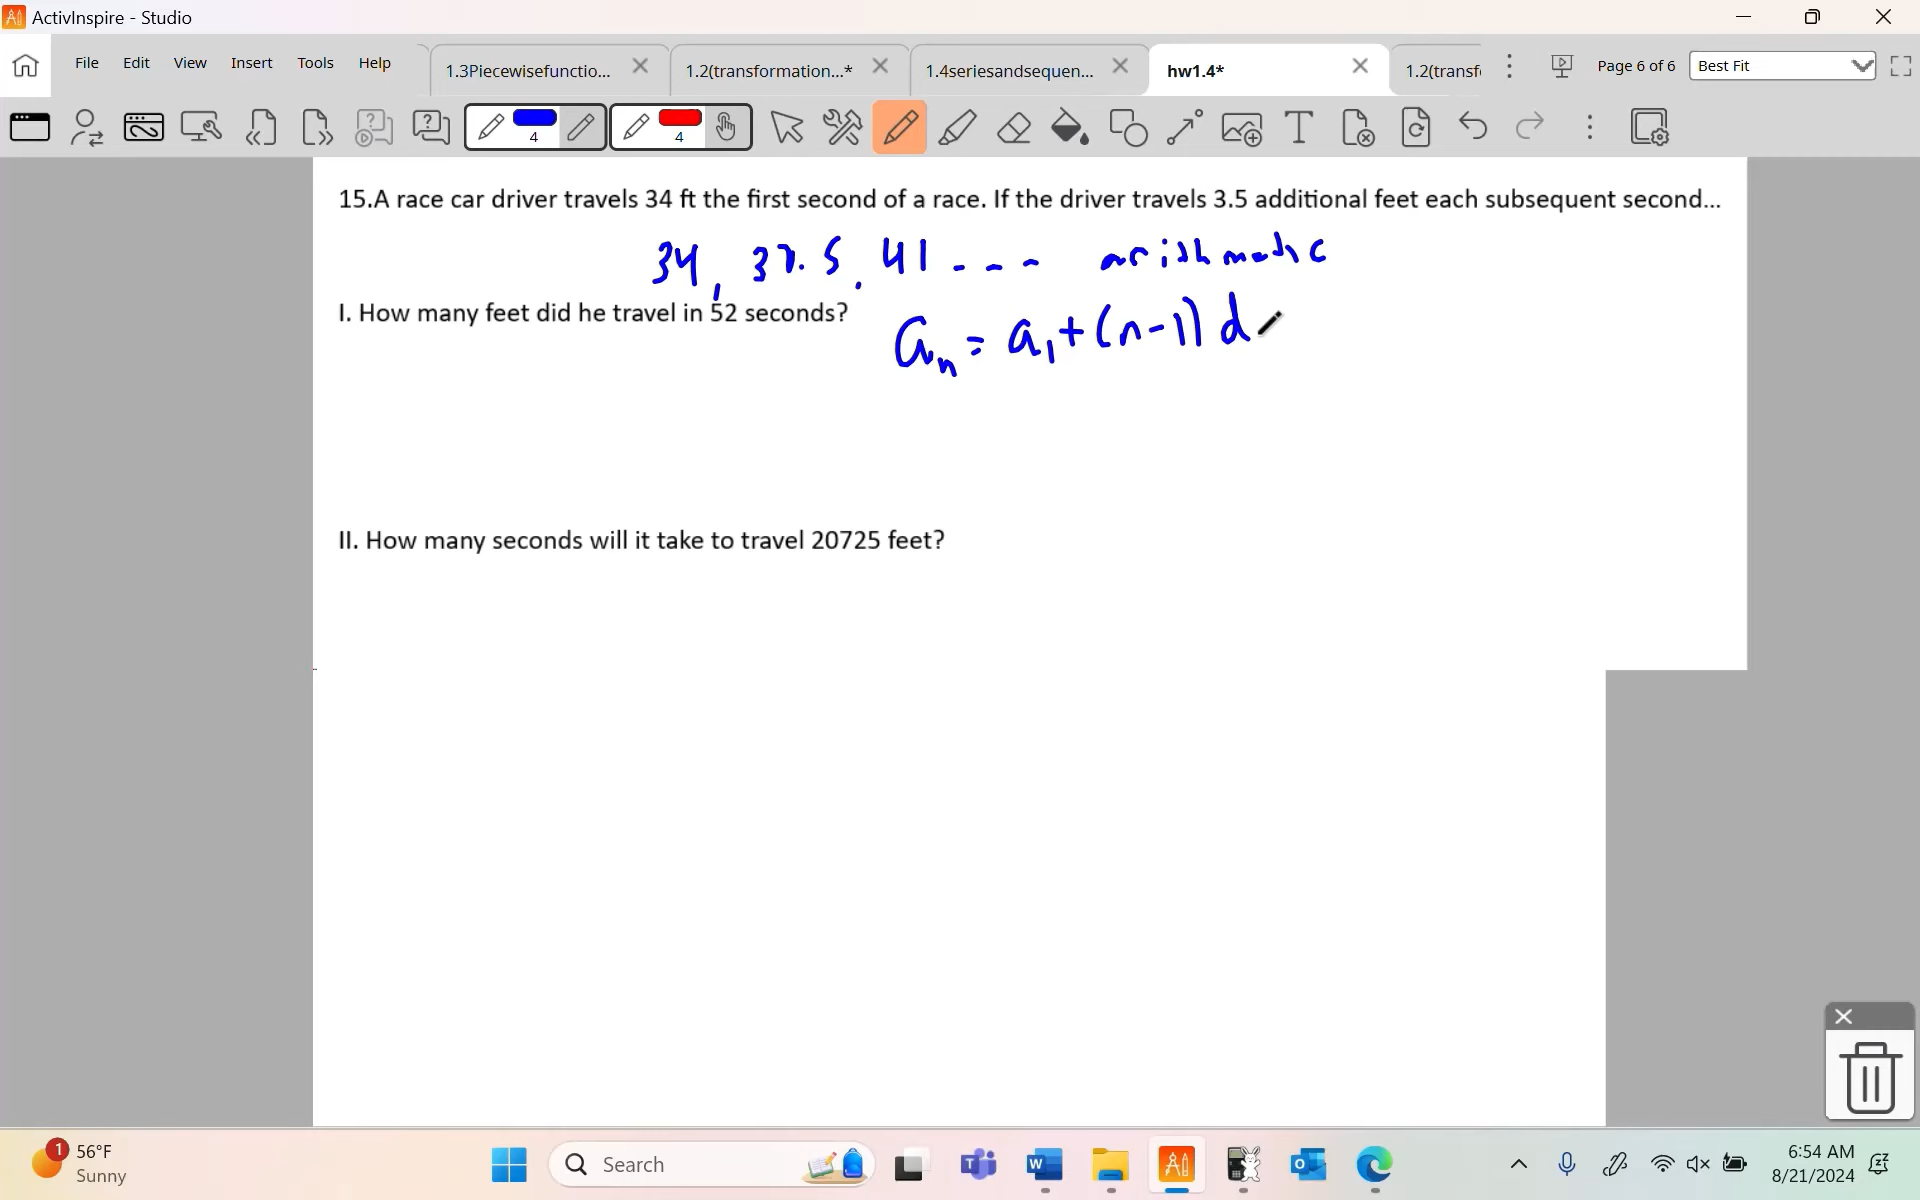 ActivInspire - Studio
File Edit View Insert Tools Help
1.3Piecewisefunctio... 1.2(transformation...* 1.4seriesandsequen... hw1.4* 1.2(transf
Page 6 of 6 Best Fit
4 4
15.A race car driver travels 34 ft the first second of a race. If the driver travels 3.5 additional feet each subsequent second...
34, 37.5, 41 - - - arithmetic
I. How many feet did he travel in 52 seconds?
aₙ = a₁ + (n-1) d
II. How many seconds will it take to travel 20725 feet?
1 56°F
Sunny
Search
6:54 AM
8/21/2024